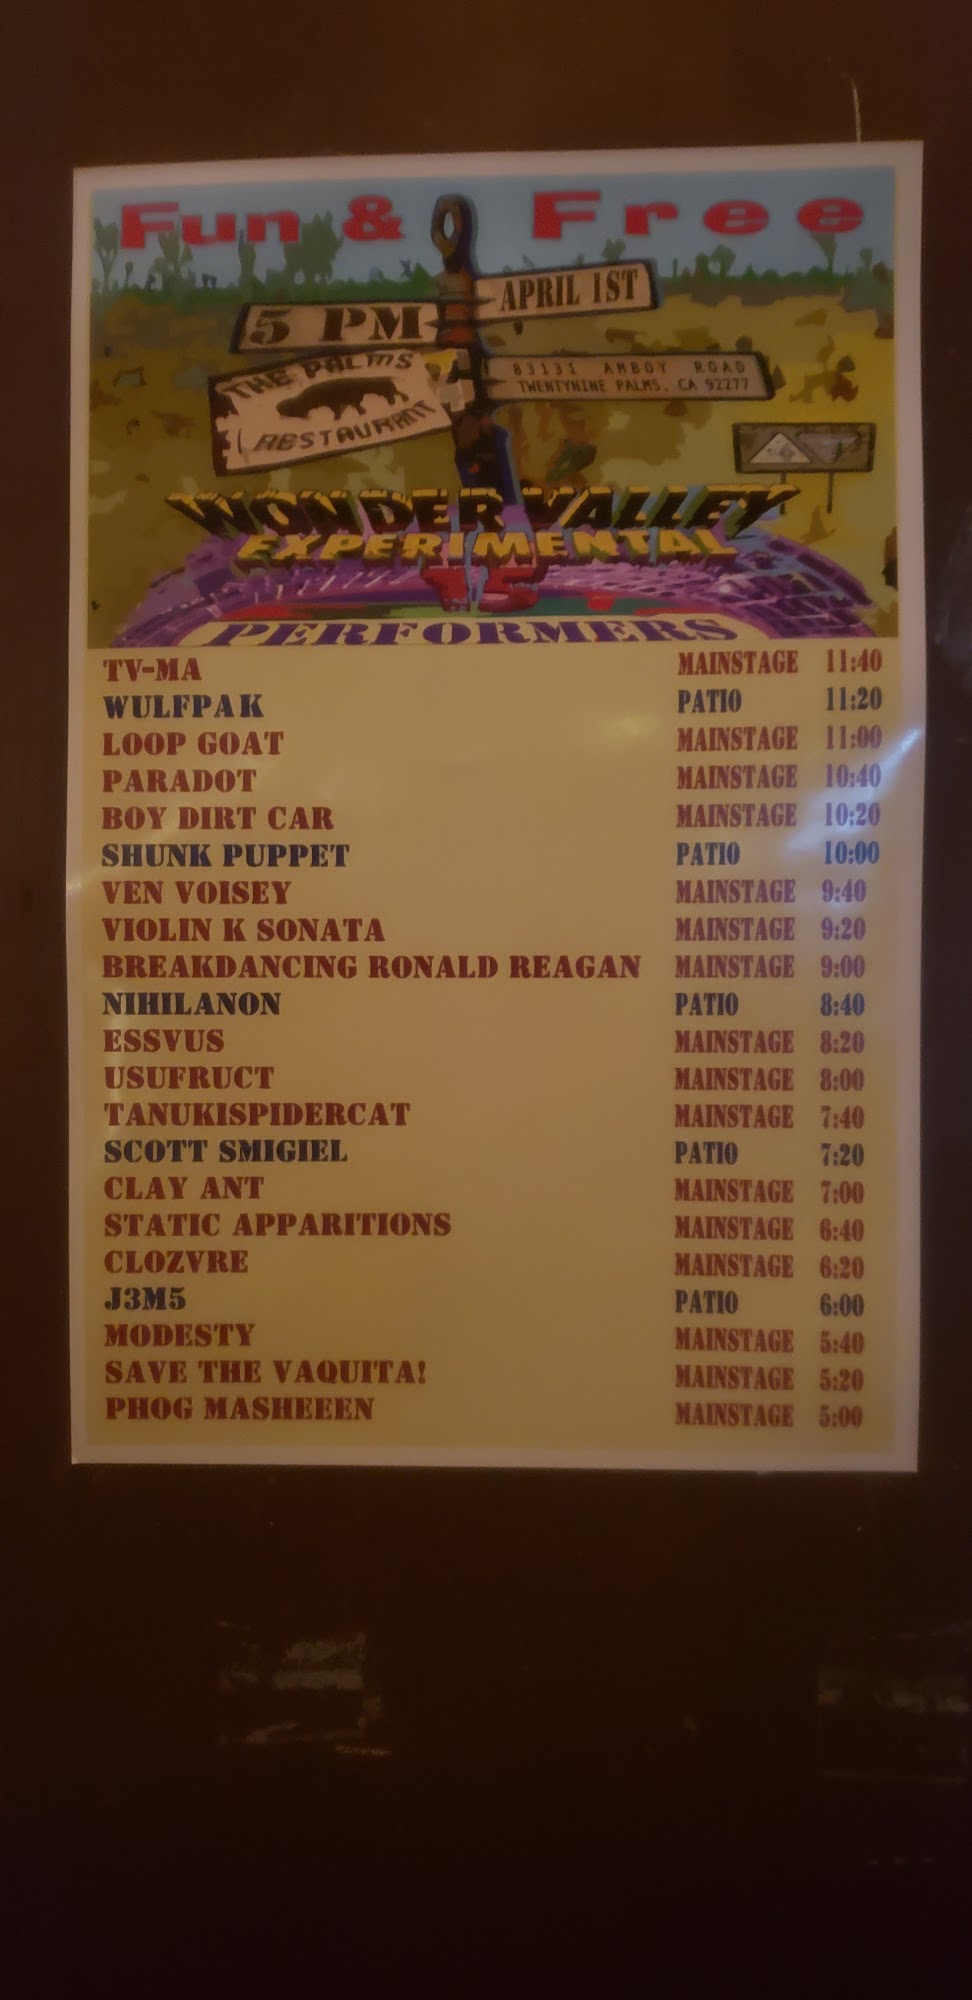 Fun & Free
APRIL 1ST
5 PM
THE PALMS
RESTAURANT
83131 AMBOY ROAD
TWENTYNINE PALMS, CA 92277
WONDER VALLEY
EXPERIMENTAL
15
PERFORMERS
TV-MA MAINSTAGE 11:40
WULFPAK PATIO 11:20
LOOP GOAT MAINSTAGE 11:00
PARADOT MAINSTAGE 10:40
BOY DIRT CAR MAINSTAGE 10:20
SHUNK PUPPET PATIO 10:00
VEN VOISEY MAINSTAGE 9:40
VIOLIN K SONATA MAINSTAGE 9:20
BREAKDANCING RONALD REAGAN MAINSTAGE 9:00
NIHILANON PATIO 8:40
ESSVUS MAINSTAGE 8:20
USUFRUCT MAINSTAGE 8:00
TANUKISPIDERCAT MAINSTAGE 7:40
SCOTT SMIGIEL PATIO 7:20
CLAY ANT MAINSTAGE 7:00
STATIC APPARITIONS MAINSTAGE 6:40
CLOZVRE MAINSTAGE 6:20
J3M5 PATIO 6:00
MODESTY MAINSTAGE 5:40
SAVE THE VAQUITA! MAINSTAGE 5:20
PHOG MASHEEEN MAINSTAGE 5:00